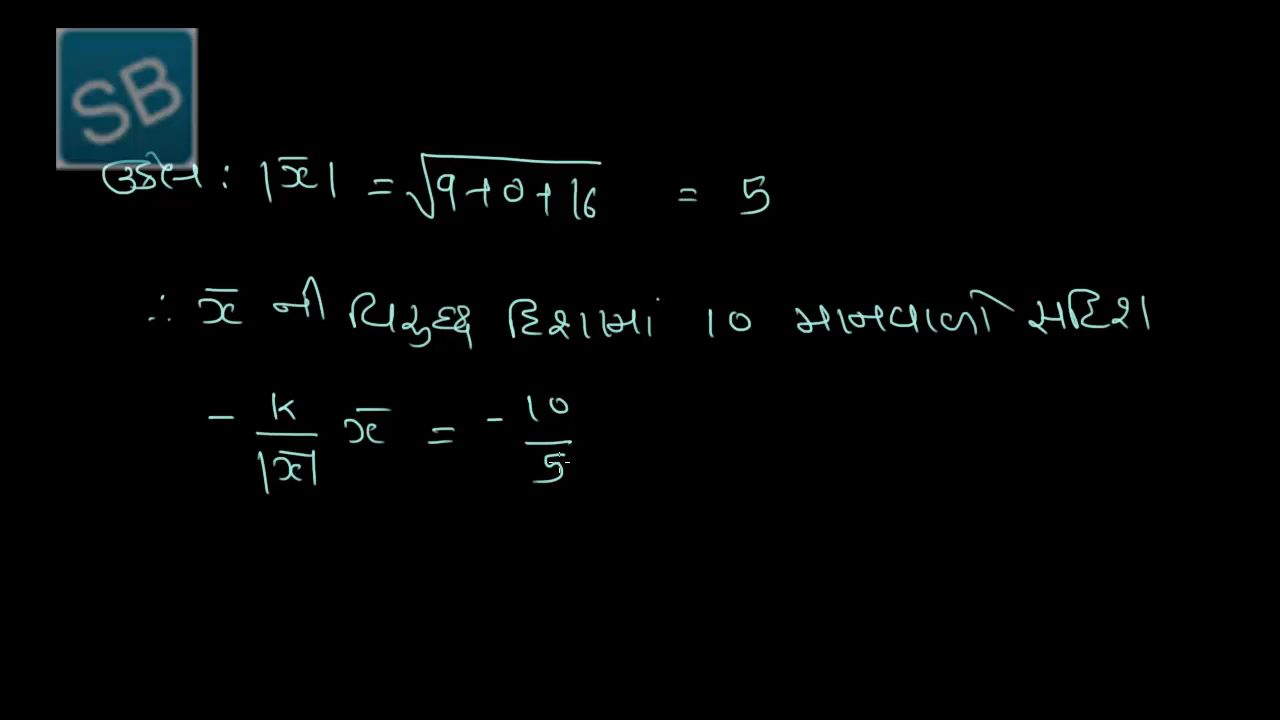 SB
ઉકેલ : |x̄| = √(9+0+16) = 5
∴ x̄ ની વિરુદ્ધ દિશામાં 10 માનવાળો સદિશ
- k/|x̄| x̄ = - 10/5